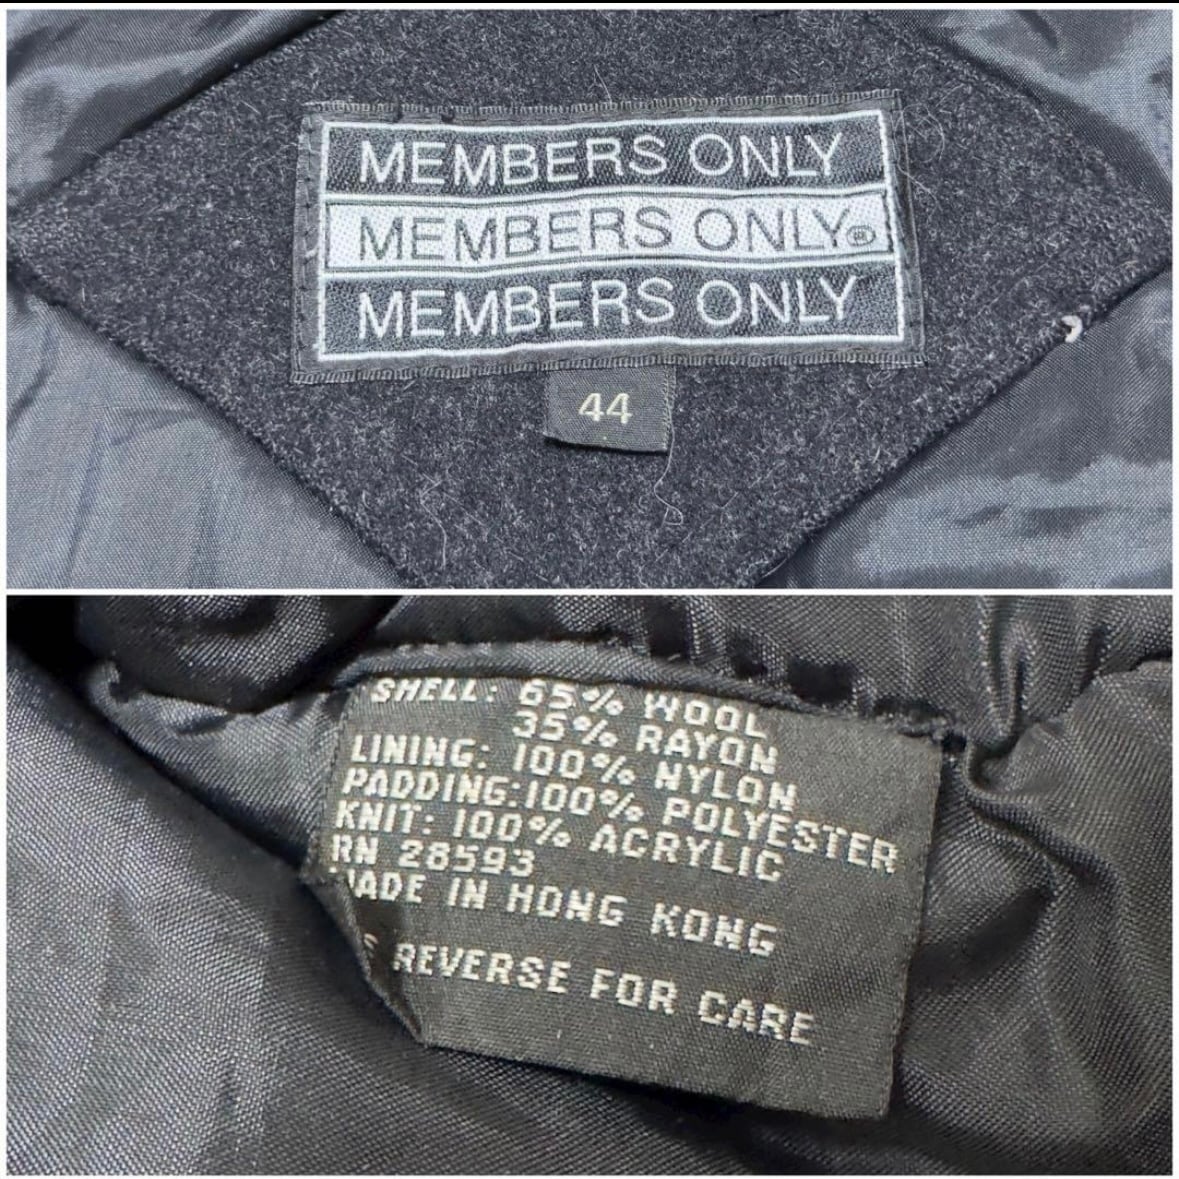 MEMBERS ONLY
MEMBERS ONLY®
MEMBERS ONLY
44
SHELL: 65% WOOL
35% RAYON
LINING: 100% NYLON
PADDING: 100% POLYESTER
KNIT: 100% ACRYLIC
RN 28593
MADE IN HONG KONG
REVERSE FOR CARE